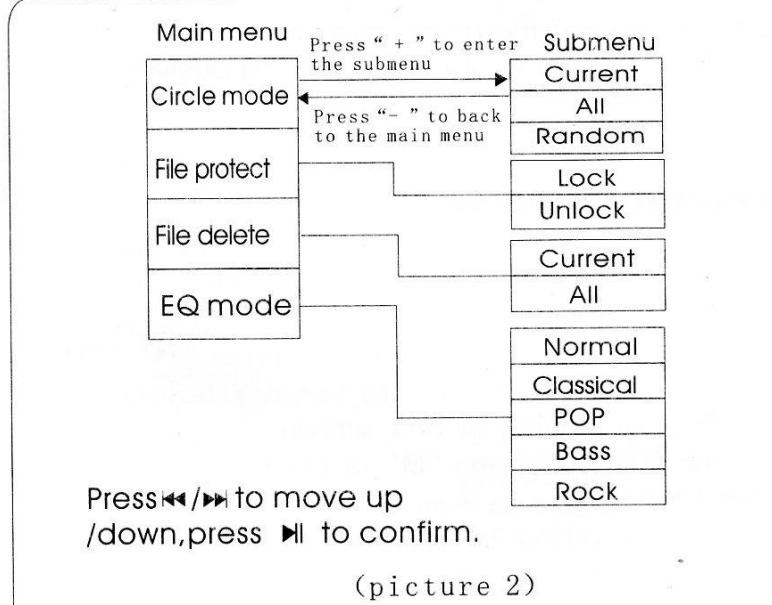 Main menu
Press " + " to enter
the submenu
Submenu
Circle mode
Current
All
Random
Press "- " to back
to the main menu
File protect
Lock
Unlock
File delete
Current
All
EQ mode
Normal
Classical
POP
Bass
Rock
Press⏮/⏭ to move up
/down,press ⏯ to confirm.
(picture 2)